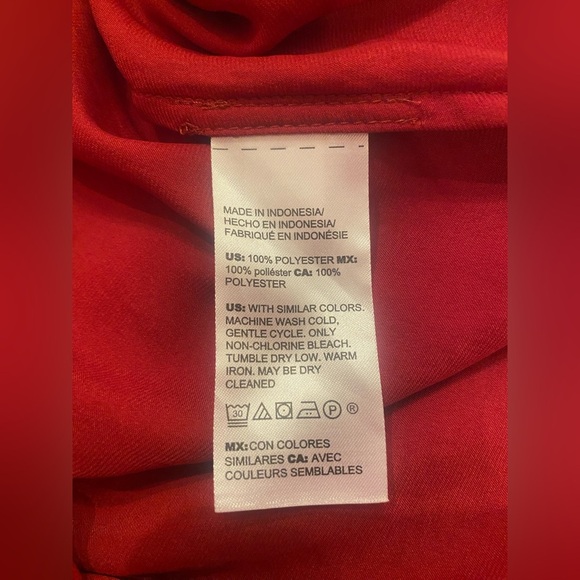 MADE IN INDONESIA/
HECHO EN INDONESIA/
FABRIQUÉ EN INDONÉSIE
US: 100% POLYESTER MX:
100% poliéster CA: 100%
POLYESTER
US: WITH SIMILAR COLORS.
MACHINE WASH COLD,
GENTLE CYCLE. ONLY
NON-CHLORINE BLEACH.
TUMBLE DRY LOW. WARM
IRON. MAY BE DRY
CLEANED
30 P ®
MX:CON COLORES
SIMILARES CA: AVEC
COULEURS SEMBLABLES